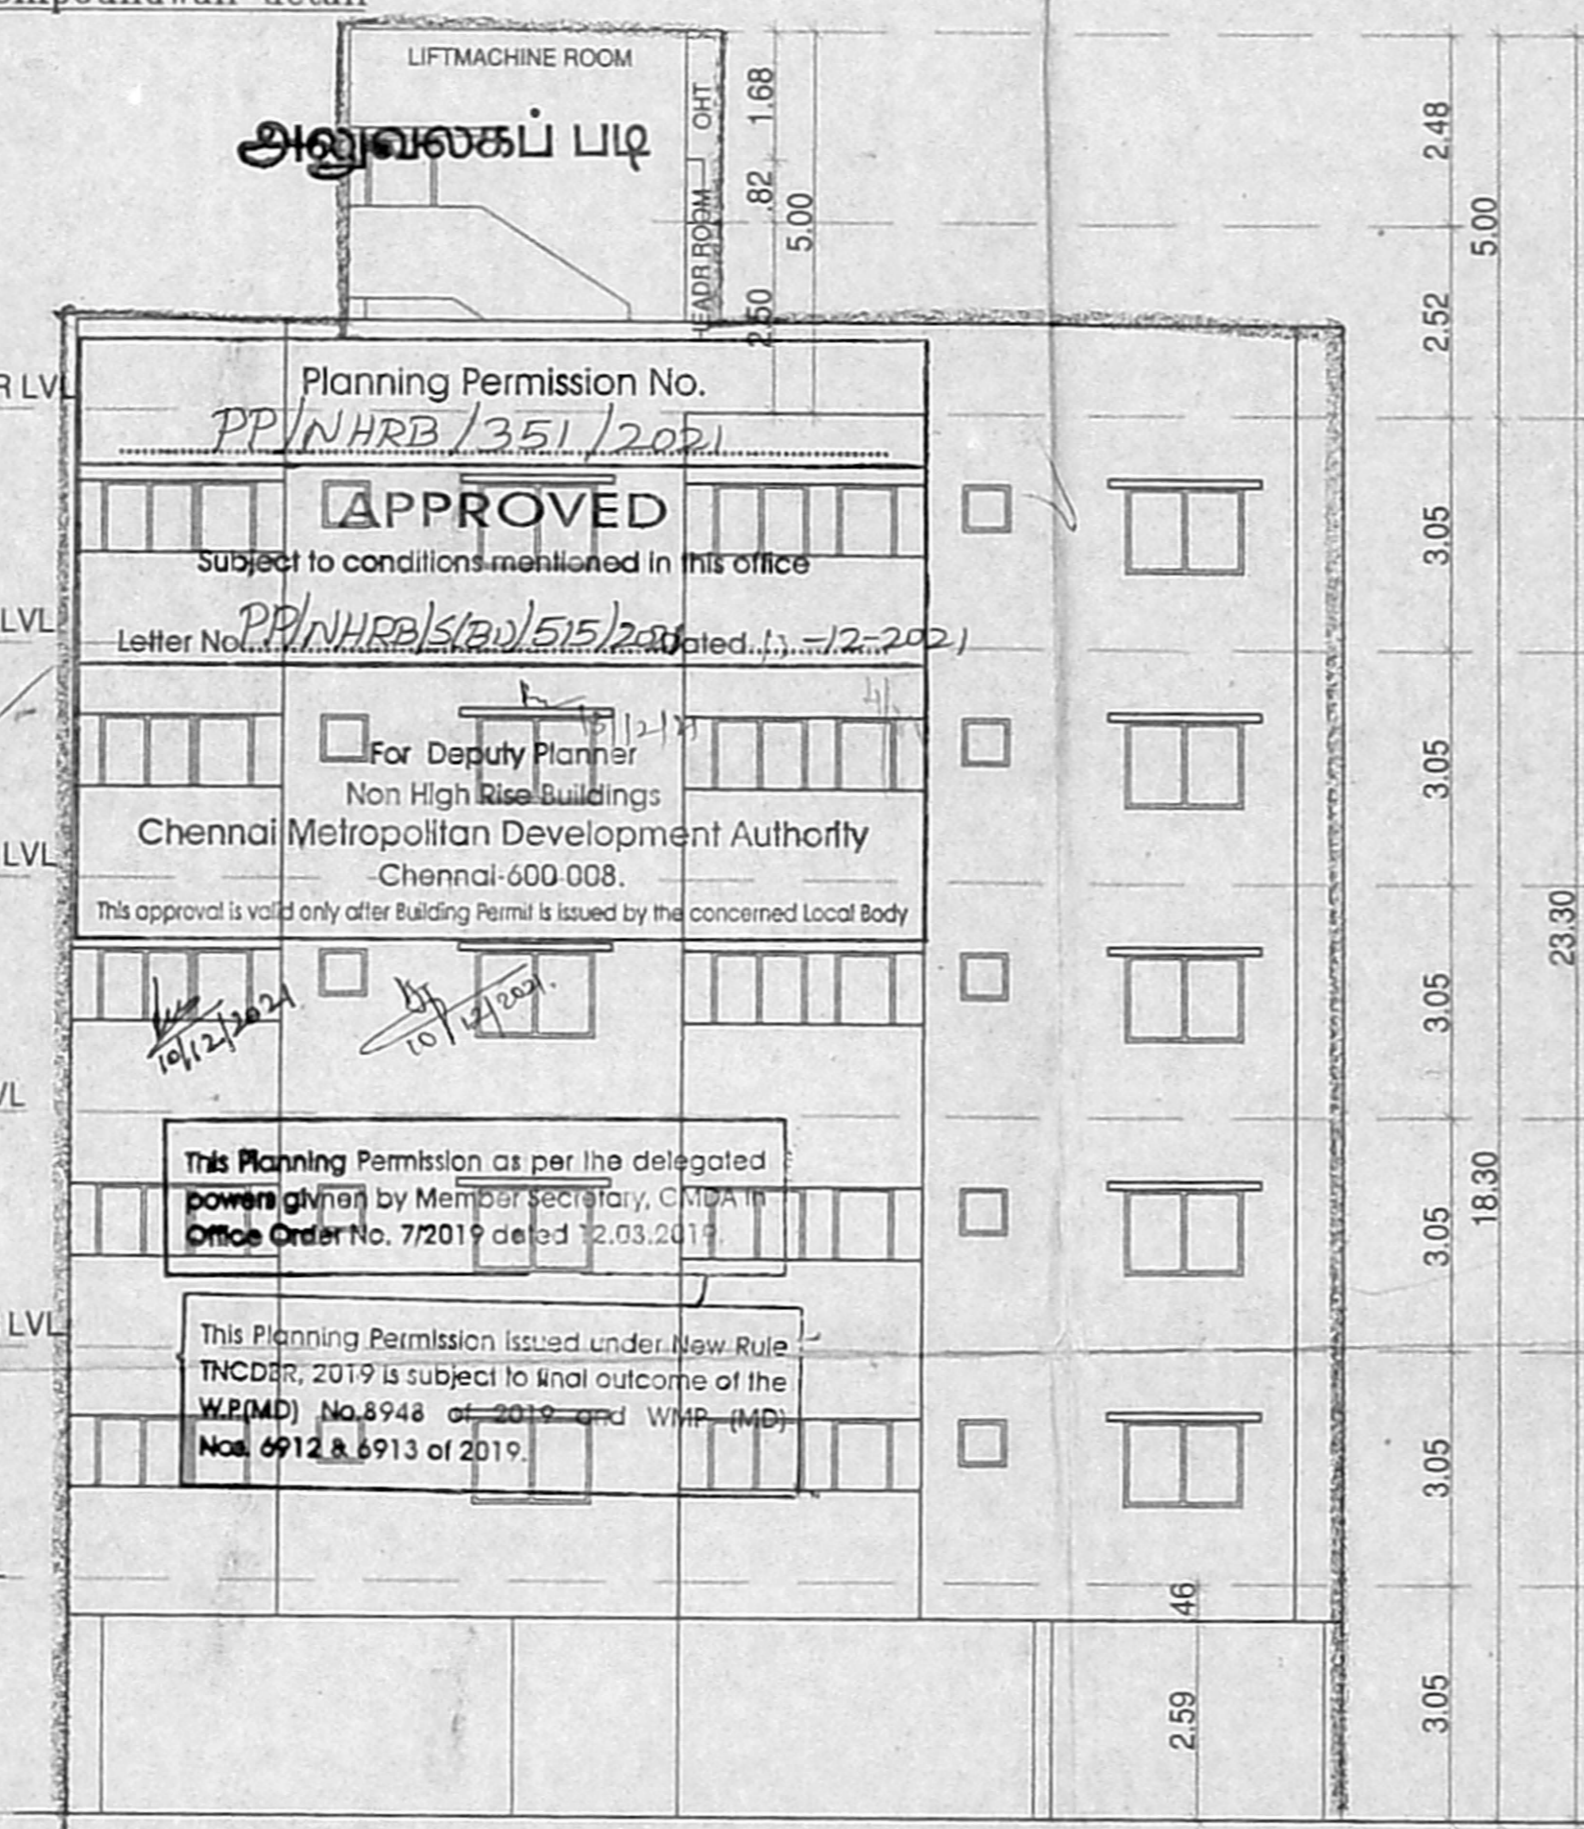 LIFTMACHINE ROOM
அலுவலகப் படி
OHT
HEADR ROOM
1.68
.82
5.00
2.50
2.48
5.00
2.52
R LVL
Planning Permission No.
PP/NHRB/351/2021
APPROVED
Subject to conditions mentioned in this office
LVL
Letter No. PP/NHRB/S(BI)/515/2021 Dated -12-2021
For Deputy Planner
Non High Rise Buildings
Chennai Metropolitan Development Authority
LVL
Chennai-600 008.
This approval is valid only after Building Permit is issued by the concerned Local Body
10/12/2021
10/12/2021.
VL
This Planning Permission as per the delegated
powers givnen by Member Secretary, CMDA in
Office Order No. 7/2019 dated 12.03.2019.
LVL
This Planning Permission issued under New Rule
TNCDBR, 2019 is subject to final outcome of the
W.P(MD) No.8948 of 2019 and WMP (MD)
Nos. 6912 & 6913 of 2019.
3.05
3.05
3.05
3.05
3.05
3.05
18.30
23.30
.46
2.59